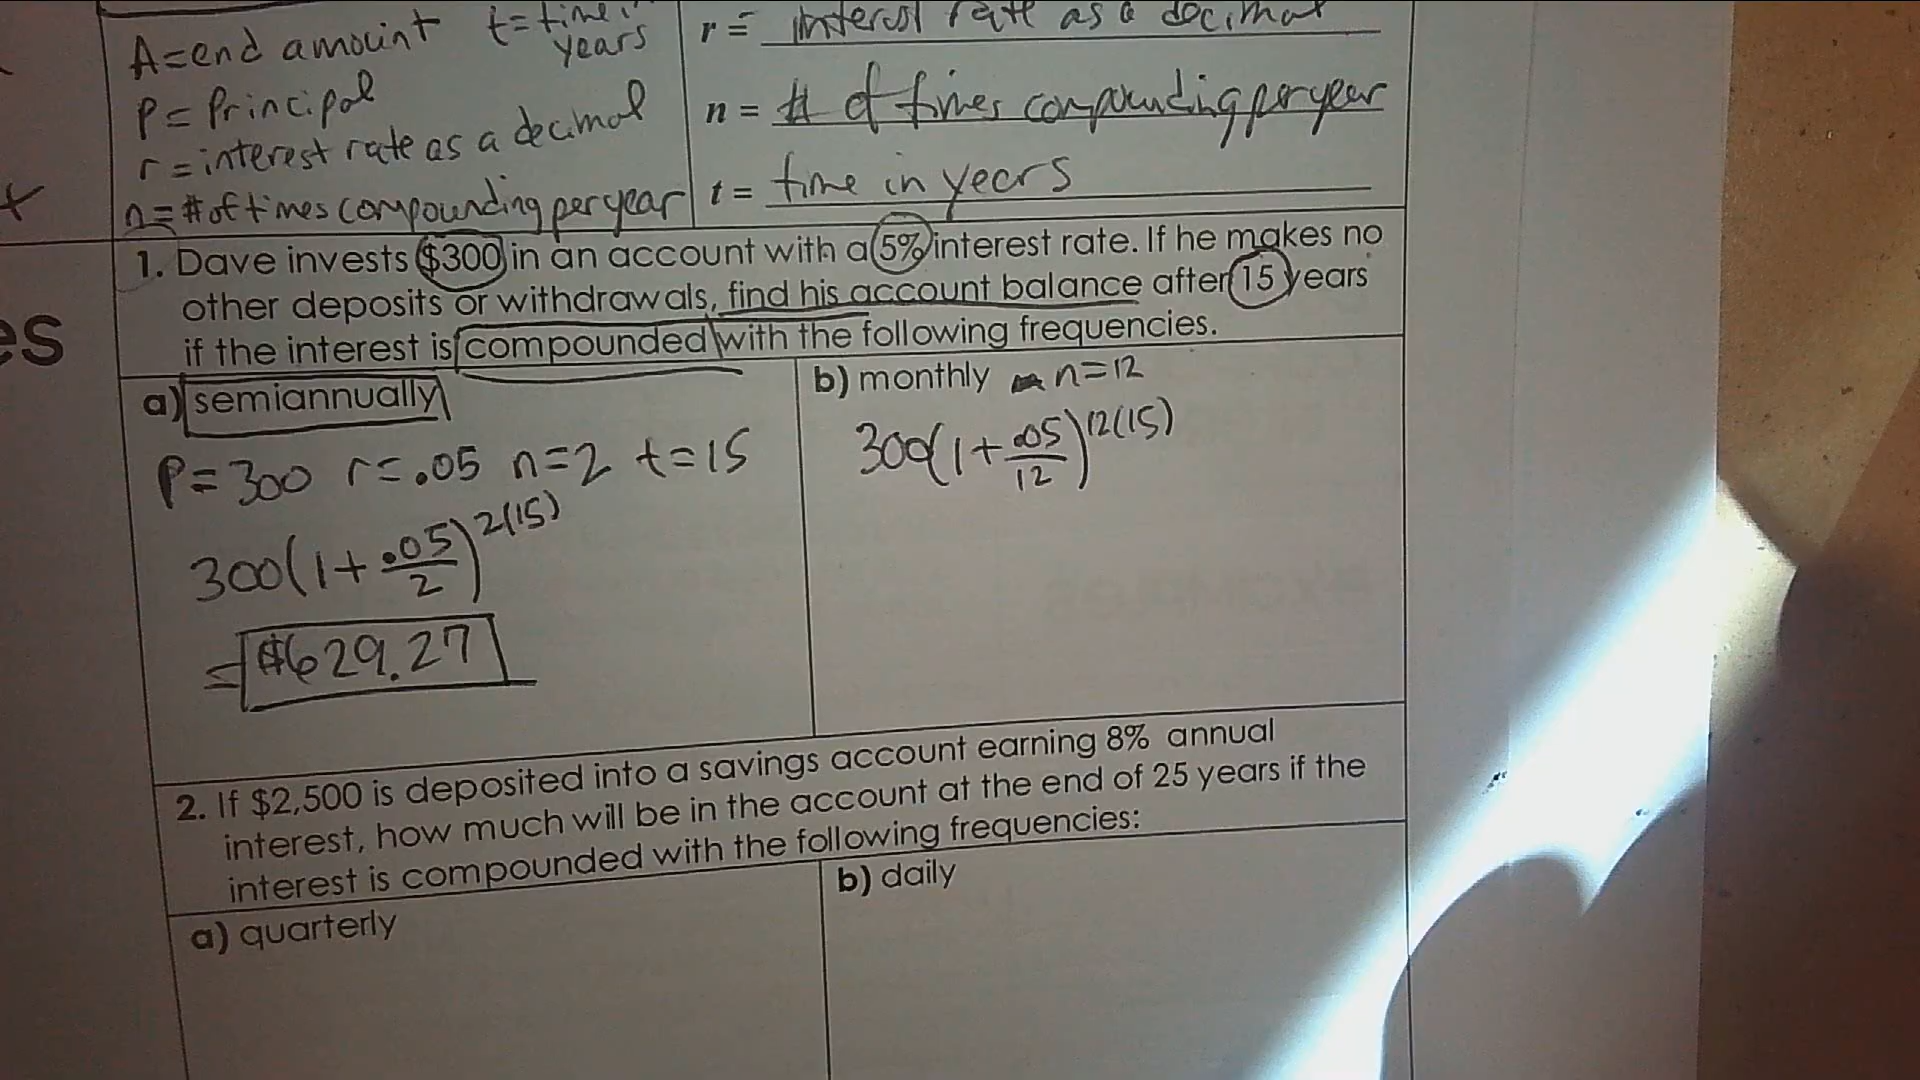 A=end amount t=time in years
P=Principal
r=interest rate as a decimal
n=# of times compounding per year
r = interest rate as a decimal
n = # of times compounding per year
t = time in years
es
1. Dave invests $300 in an account with a 5% interest rate. If he makes no
other deposits or withdrawals, find his account balance after 15 years
if the interest is compounded with the following frequencies.
a) semiannually
P=300 r=.05 n=2 t=15
300(1+.05/2)^2(15)
=$629.27
b) monthly n=12
300(1+.05/12)^12(15)
2. If $2,500 is deposited into a savings account earning 8% annual
interest, how much will be in the account at the end of 25 years if the
interest is compounded with the following frequencies:
a) quarterly
b) daily